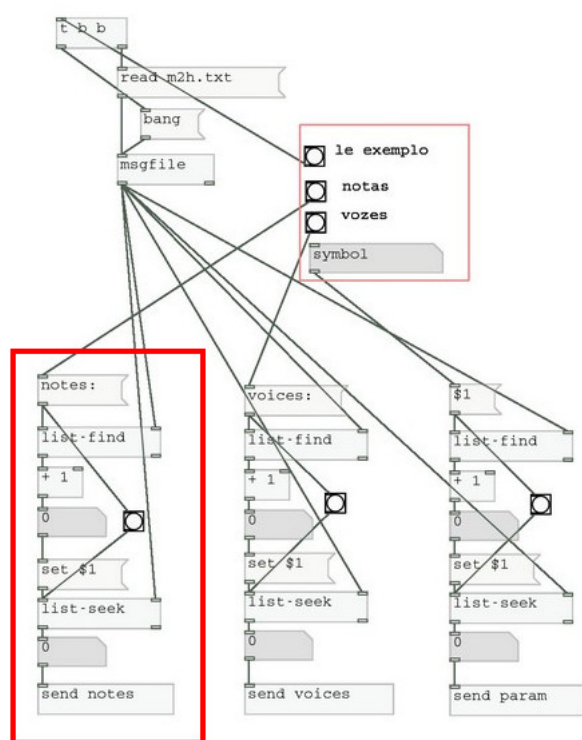 t b b
read m2h.txt
bang
msgfile
le exemplo
notas
vozes
symbol
notes:
list-find
+ 1
0
set $1
list-seek
0
send notes
voices:
list-find
+ 1
0
set $1
list-seek
0
send voices
$1
list-find
+ 1
0
set $1
list-seek
0
send param